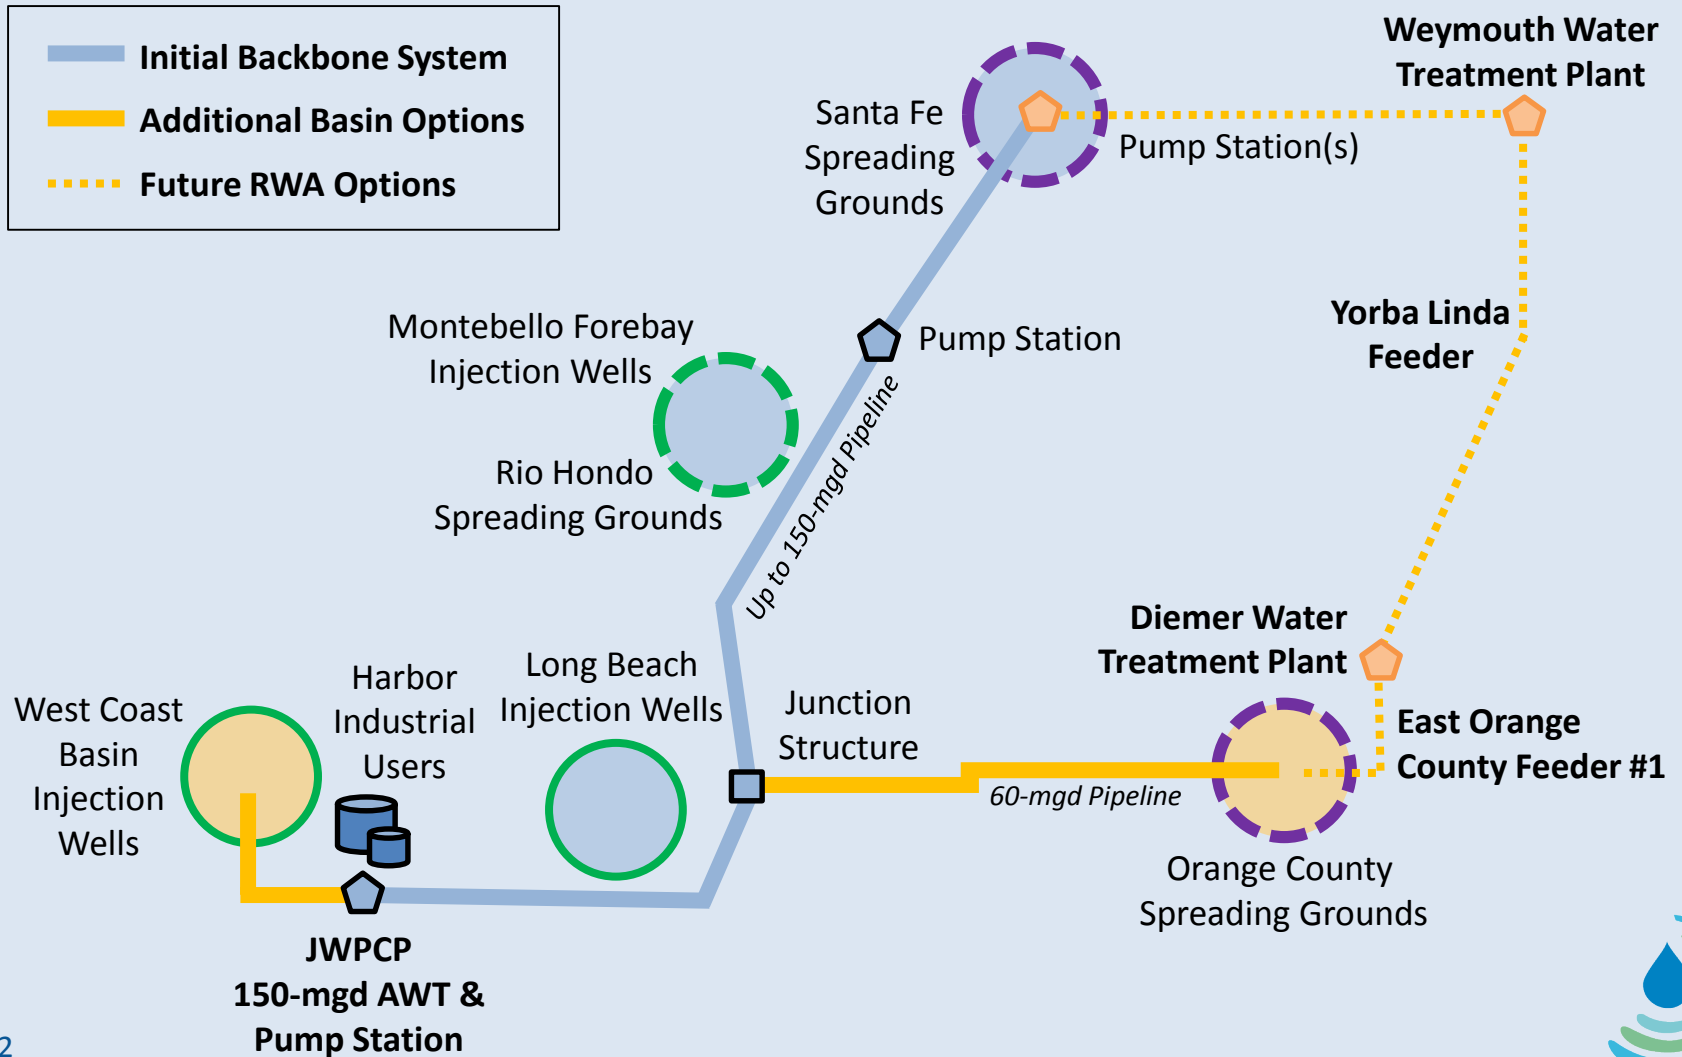 Initial Backbone System
Additional Basin Options
Future RWA Options
Weymouth Water
Treatment Plant
Santa Fe
Spreading
Grounds
Pump Station(s)
Yorba Linda
Feeder
Montebello Forebay
Injection Wells
Pump Station
Rio Hondo
Spreading Grounds
Up to 150-mgd Pipeline
Diemer Water
Treatment Plant
Long Beach
Injection Wells
Harbor
Industrial
Users
West Coast
Basin
Injection
Wells
Junction
Structure
60-mgd Pipeline
East Orange
County Feeder #1
Orange County
Spreading Grounds
JWPCP
150-mgd AWT &
Pump Station
2